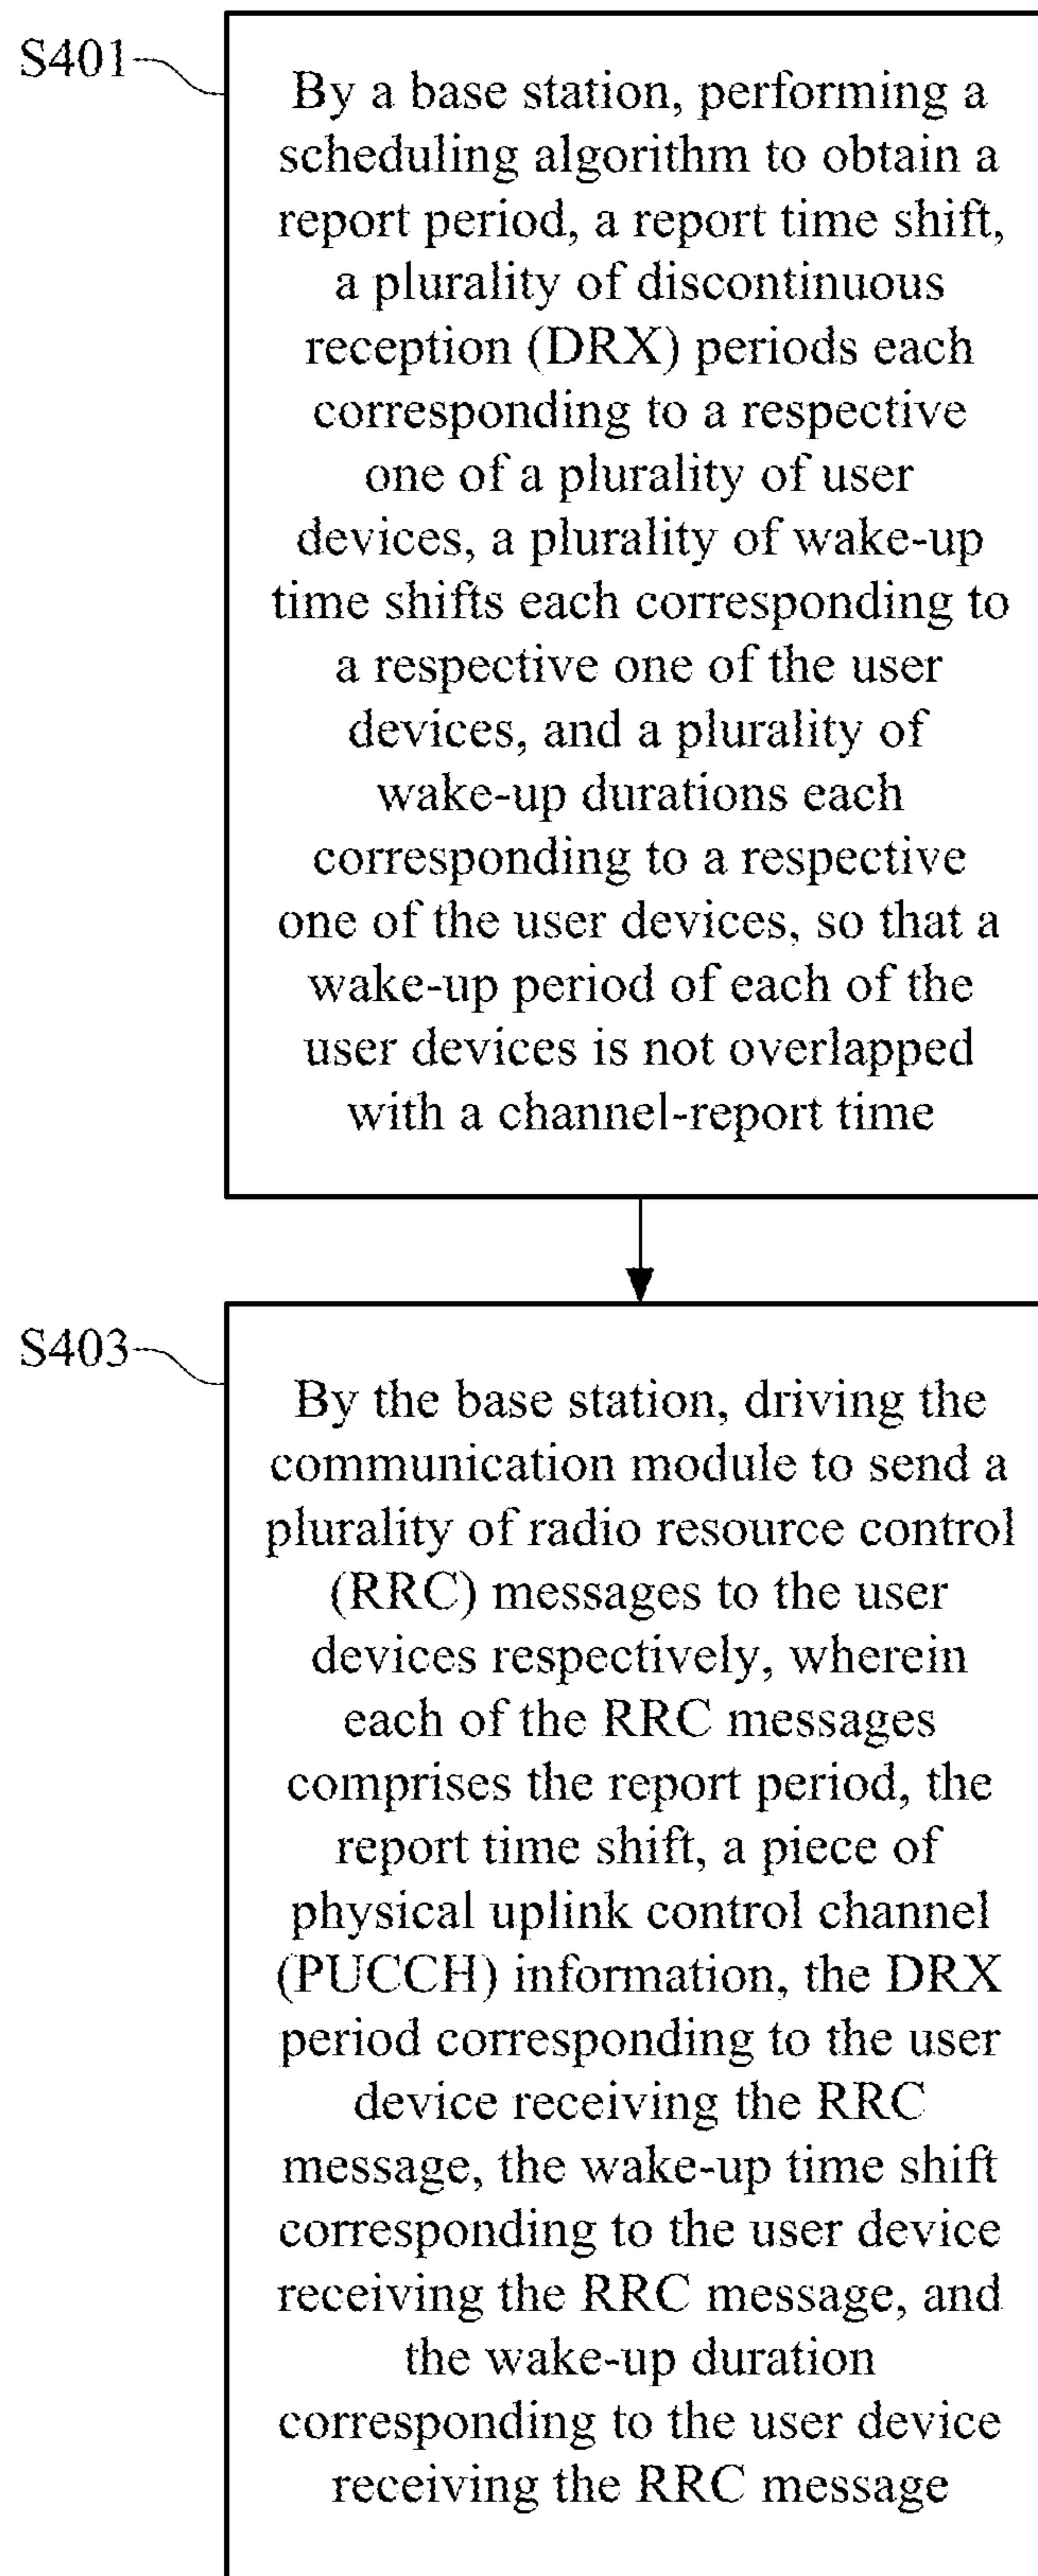 S401
By a base station, performing a
scheduling algorithm to obtain a
report period, a report time shift,
a plurality of discontinuous
reception (DRX) periods each
corresponding to a respective
one of a plurality of user
devices, a plurality of wake-up
time shifts each corresponding to
a respective one of the user
devices, and a plurality of
wake-up durations each
corresponding to a respective
one of the user devices, so that a
wake-up period of each of the
user devices is not overlapped
with a channel-report time
S403
By the base station, driving the
communication module to send a
plurality of radio resource control
(RRC) messages to the user
devices respectively, wherein
each of the RRC messages
comprises the report period, the
report time shift, a piece of
physical uplink control channel
(PUCCH) information, the DRX
period corresponding to the user
device receiving the RRC
message, the wake-up time shift
corresponding to the user device
receiving the RRC message, and
the wake-up duration
corresponding to the user device
receiving the RRC message